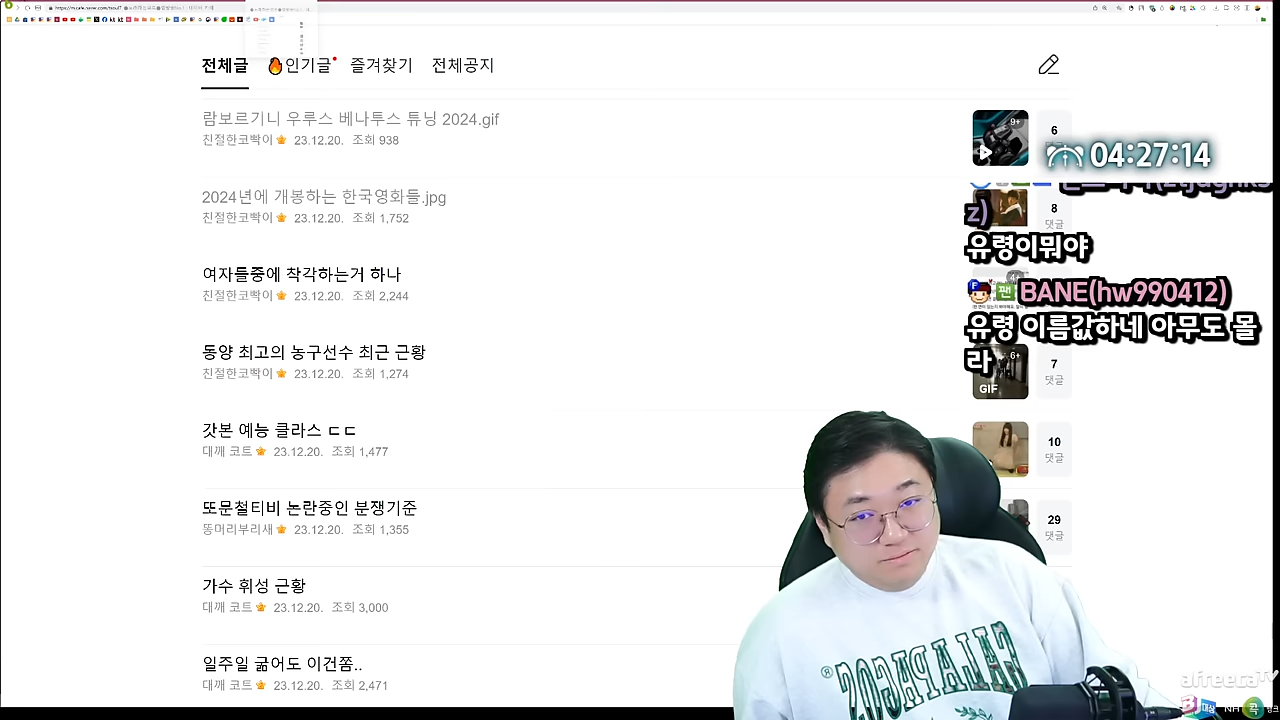 전체글 🔥인기글 즐겨찾기 전체공지
람보르기니 우루스 베나투스 튜닝 2024.gif
친절한코빡이 23.12.20. 조회 938
9+
6
04:27:14
2024년에 개봉하는 한국영화들.jpg
친절한코빡이 23.12.20. 조회 1,752
8
댓글
z)
유령이뭐야
여자들중에 착각하는거 하나
친절한코빡이 23.12.20. 조회 2,244
팬 BANE(hw990412)
유령 이름값하네 아무도 몰
라
동양 최고의 농구선수 최근 근황
친절한코빡이 23.12.20. 조회 1,274
6+
GIF
7
댓글
갓본 예능 클라스 ㄷㄷ
대깨 코트 23.12.20. 조회 1,477
10
댓글
또문철티비 논란중인 분쟁기준
똥머리부리새 23.12.20. 조회 1,355
29
댓글
가수 휘성 근황
대깨 코트 23.12.20. 조회 3,000
일주일 굶어도 이건쫌..
대깨 코트 23.12.20. 조회 2,471
GALAPAGOS
afreecaTV